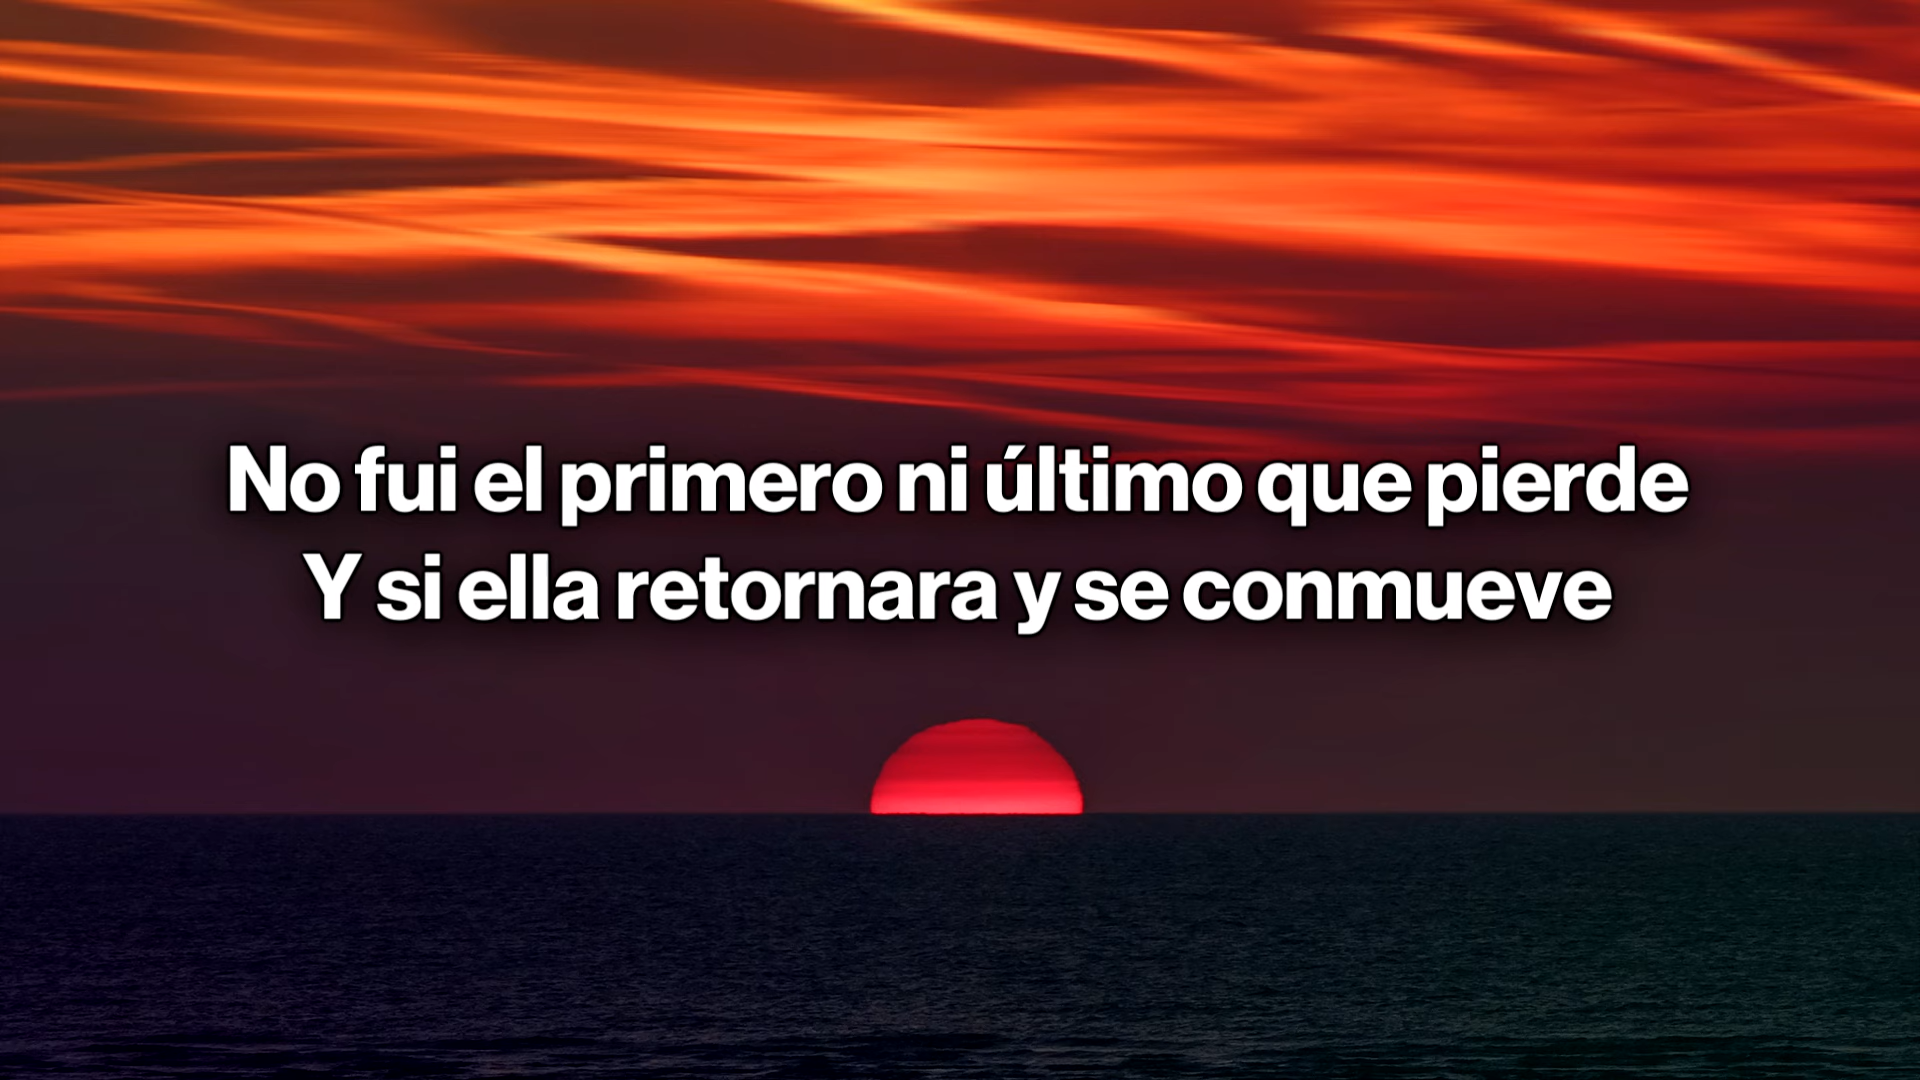 No fui el primero ni último que pierde
Y si ella retornara y se conmueve